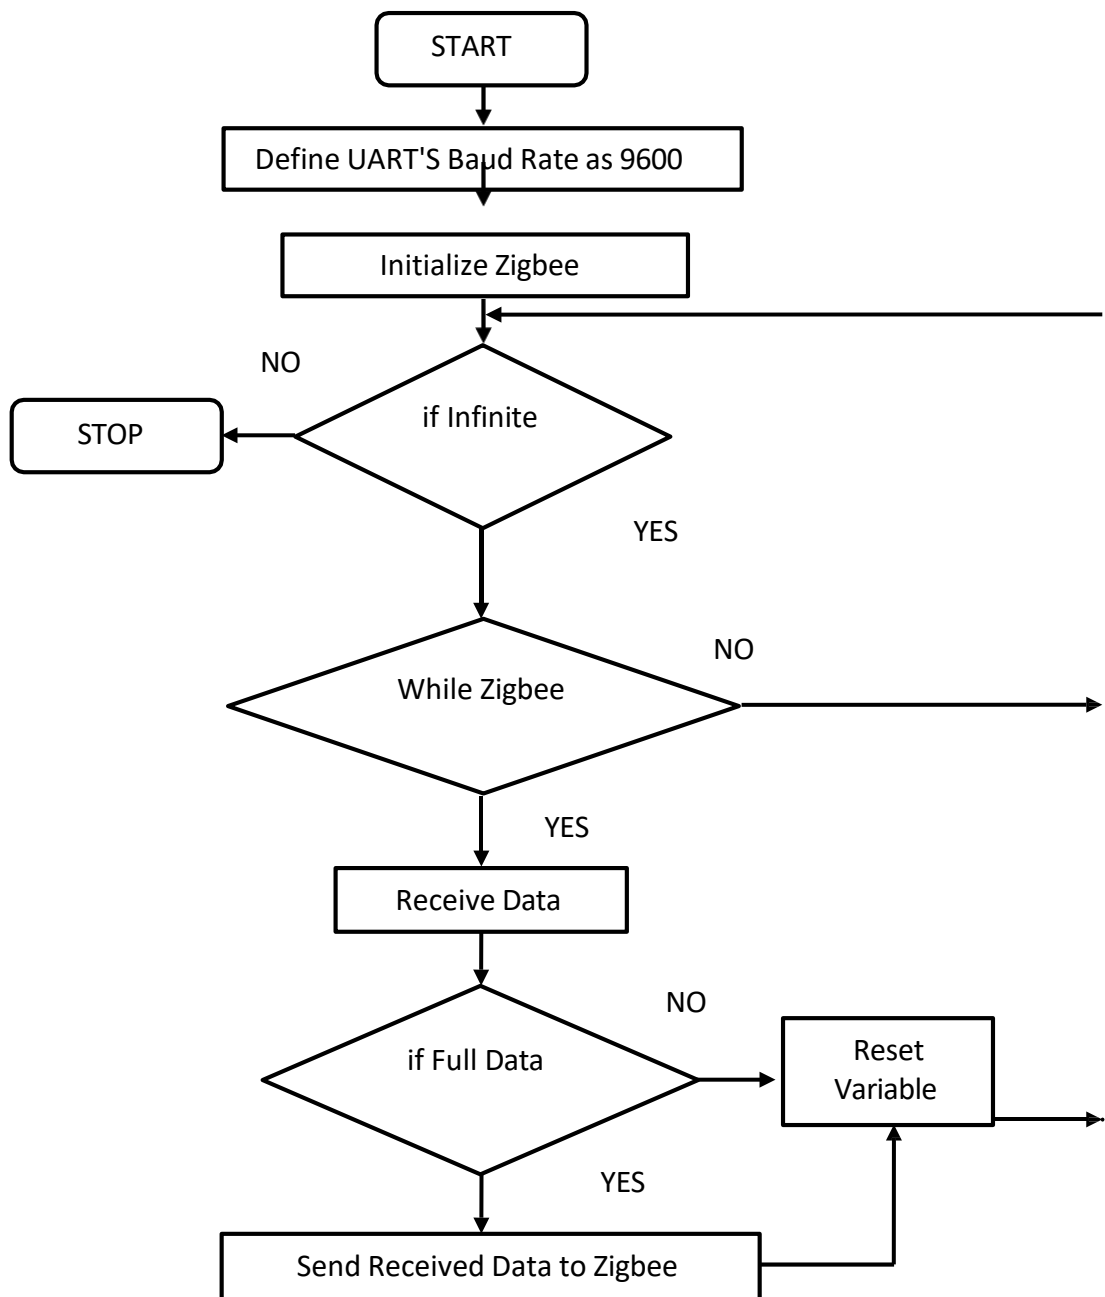 START
Define UART'S Baud Rate as 9600
Initialize Zigbee
NO
if Infinite
STOP
YES
NO
While Zigbee
YES
Receive Data
NO
if Full Data
Reset
Variable
YES
Send Received Data to Zigbee